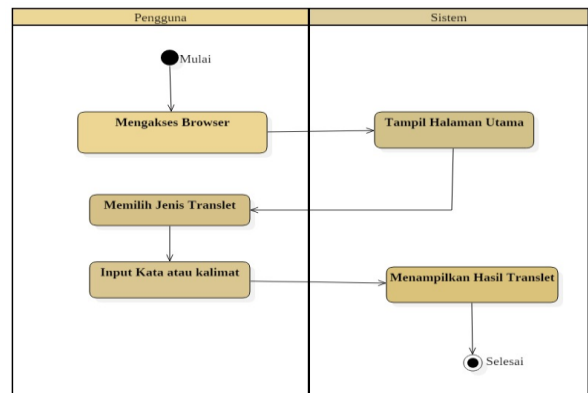 Pengguna
Sistem
Mulai
Mengakses Browser
Tampil Halaman Utama
Memilih Jenis Translet
Input Kata atau kalimat
Menampilkan Hasil Translet
Selesai